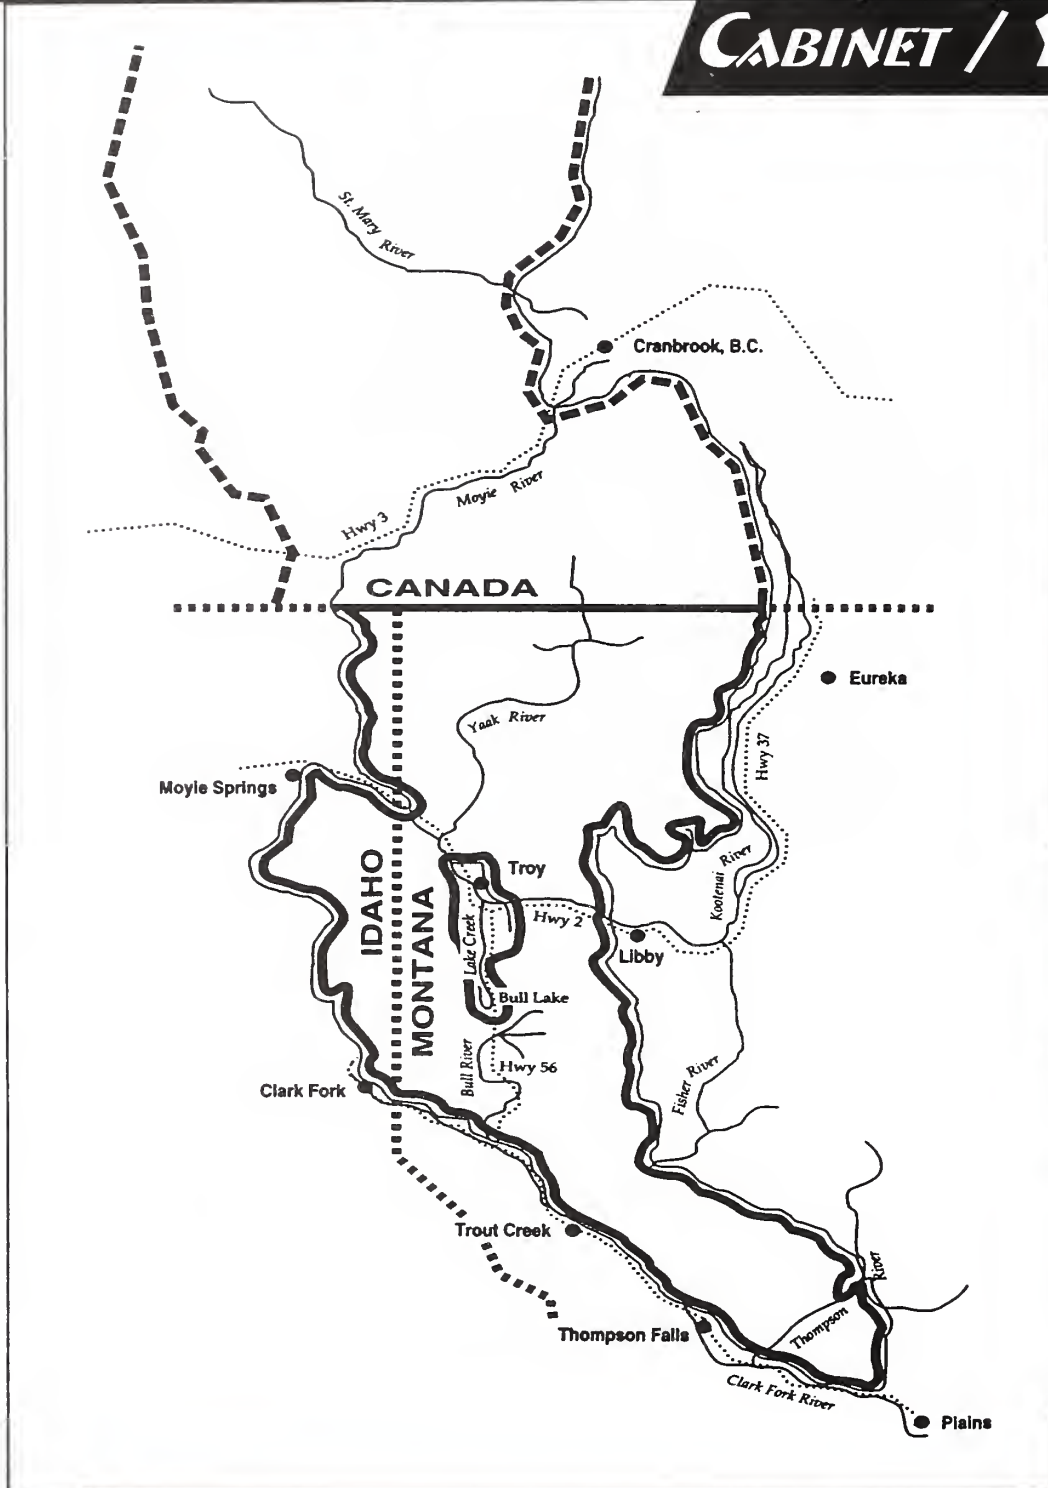 CABINET /
St. Mary River
Cranbrook, B.C.
Moyie River
Hwy 3
CANADA
Eureka
Yaak River
Hwy 37
Moyie Springs
IDAHO
MONTANA
Troy
Kootenai River
Hwy 2
Lake Creek
Libby
Bull Lake
Bull River
Hwy 56
Fisher River
Clark Fork
Trout Creek
River
Thompson
Thompson Falls
Clark Fork River
Plains